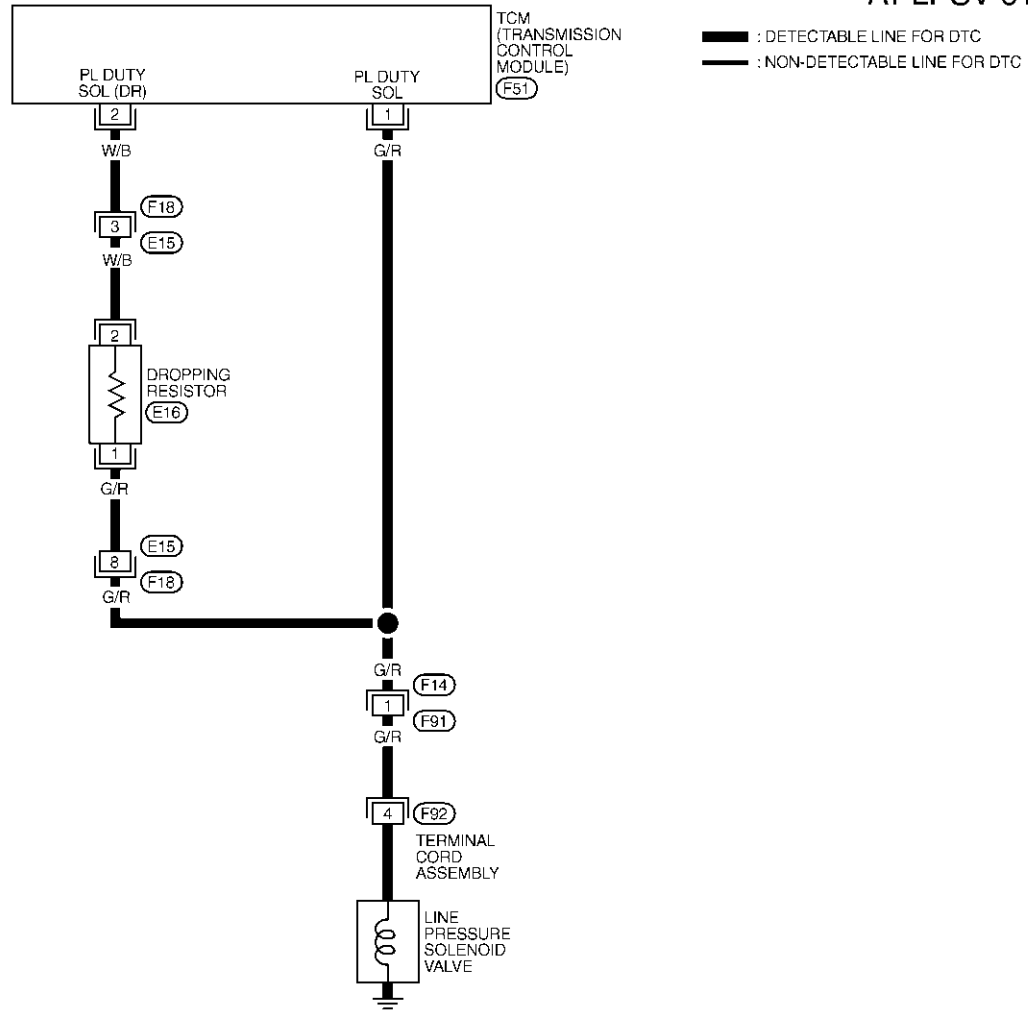 TCM
(TRANSMISSION
CONTROL
MODULE)
F51
: DETECTABLE LINE FOR DTC
: NON-DETECTABLE LINE FOR DTC
PL DUTY
SOL (DR)
PL DUTY
SOL
2
1
W/B
G/R
F18
3
E15
W/B
2
DROPPING
RESISTOR
E16
1
G/R
E15
8
F18
G/R
G/R
F14
1
F91
G/R
4
F92
TERMINAL
CORD
ASSEMBLY
LINE
PRESSURE
SOLENOID
VALVE